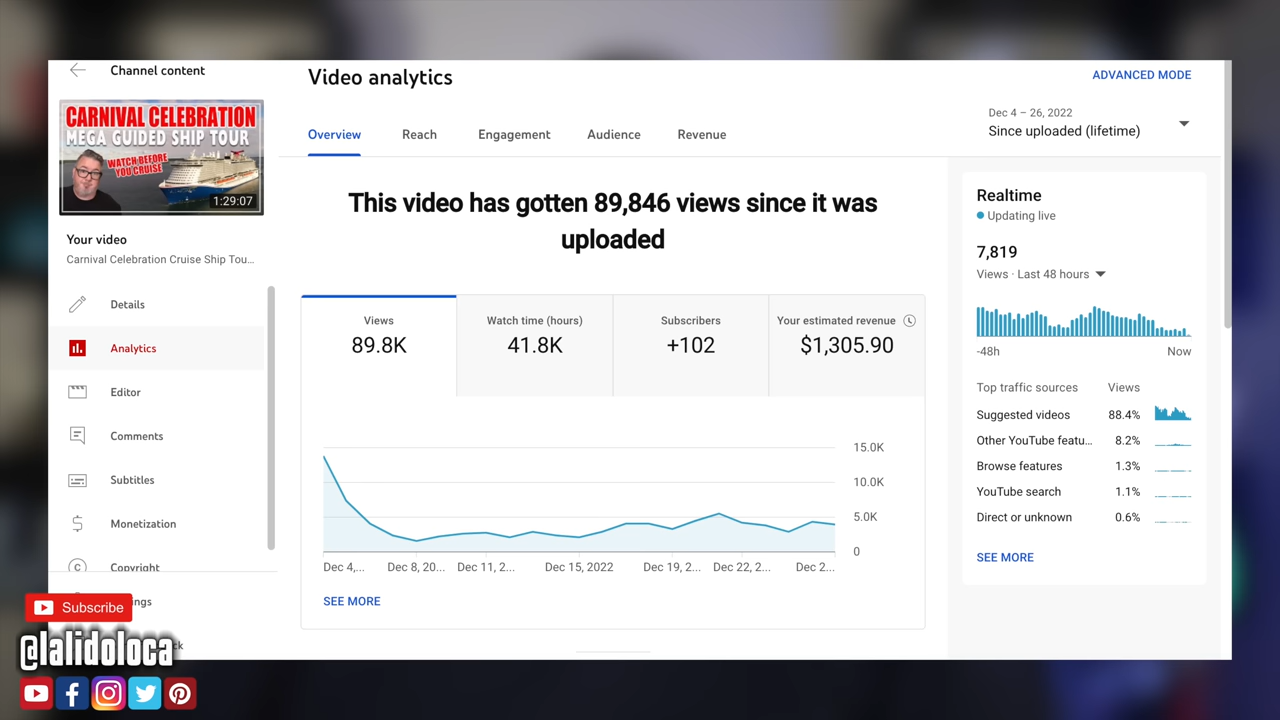 Channel content
CARNIVAL CELEBRATION
MEGA GUIDED SHIP TOUR
WATCH BEFORE
YOU CRUISE
1:29:07
Your video
Carnival Celebration Cruise Ship Tou...
Details
Analytics
Editor
Comments
Subtitles
Monetization
Copyright
ngs
ck
Video analytics
ADVANCED MODE
Overview
Reach
Engagement
Audience
Revenue
Dec 4 – 26, 2022
Since uploaded (lifetime)
This video has gotten 89,846 views since it was
uploaded
Views
89.8K
Watch time (hours)
41.8K
Subscribers
+102
Your estimated revenue
$1,305.90
15.0K
10.0K
5.0K
0
Dec 4,... Dec 8, 20... Dec 11, 2... Dec 15, 2022 Dec 19, 2... Dec 22, 2... Dec 2...
SEE MORE
Realtime
Updating live
7,819
Views · Last 48 hours
-48h Now
Top traffic sources Views
Suggested videos 88.4%
Other YouTube featu... 8.2%
Browse features 1.3%
YouTube search 1.1%
Direct or unknown 0.6%
SEE MORE
Subscribe
@lalidoloca